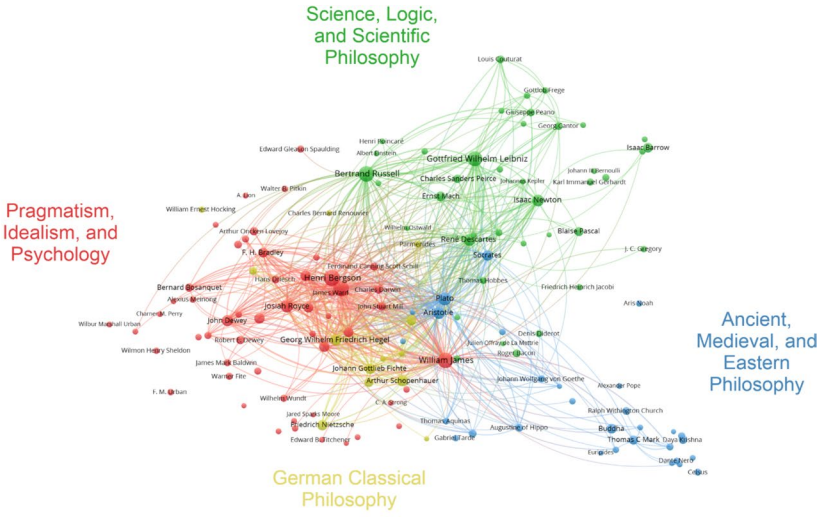 Science, Logic,
and Scientific
Philosophy
Louis Couturat
Gottlob Frege
Giuseppe Peano
Georg Cantor
Henri Poincaré
Albert Einstein
Edward Gleason Spaulding
Isaac Barrow
Gottfried Wilhelm Leibniz
Bertrand Russell
Charles Sanders Peirce
Johannes Kepler
Karl Immanuel Gerhardt
Walter B. Pitkin
Ernst Mach
Isaac Newton
William Ernest Hocking
Charles Bernard Renouvier
Pragmatism,
Idealism, and
Psychology
Arthur Oncken Lovejoy
Wilhelm Ostwald
Blaise Pascal
René Descartes
Parmenides
J. C. Gregory
F. H. Bradley
Socrates
Ferdinand Canning Scott Schiller
Hans Driesch
Henri Bergson
Thomas Hobbes
Friedrich Heinrich Jacobi
Bernard Bosanquet
James Ward
Charles Darwin
Alexius Meinong
Plato
Aris Noah
Josiah Royce
John Stuart Mill
Aristotle
Charner M. Perry
John Dewey
Wilbur Marshall Urban
Denis Diderot
Robert E. Dewey
Georg Wilhelm Friedrich Hegel
Julien Offray de La Mettrie
Ancient,
Medieval, and
Eastern
Philosophy
Wilmon Henry Sheldon
Roger Bacon
James Mark Baldwin
William James
Johann Gottlieb Fichte
Warner Fite
Arthur Schopenhauer
Johann Wolfgang von Goethe
Alexander Pope
F. M. Urban
Wilhelm Wundt
C. A. Strong
Ralph Withington Church
Jared Sparks Moore
Friedrich Nietzsche
Thomas Aquinas
Augustine of Hippo
Buddha
Edward B. Titchener
Gabriel Tarde
Thomas C Mark
Daya Krishna
Euripides
Dante Nero
Celsus
German Classical
Philosophy